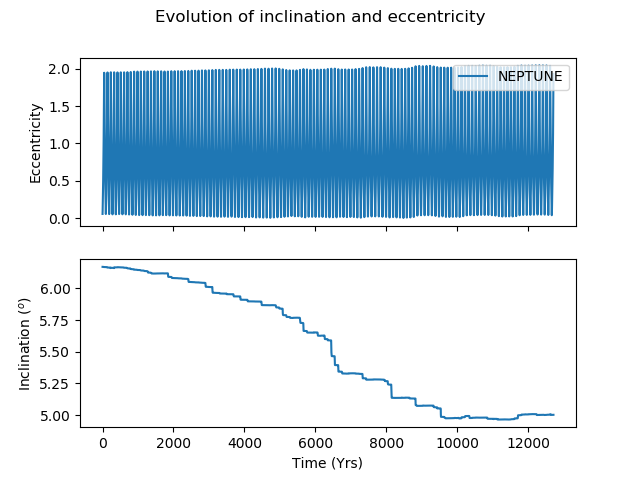 Evolution of inclination and eccentricity
2.0
1.5
1.0
0.5
0.0
Eccentricity
NEPTUNE
6.00
5.75
5.50
5.25
5.00
Inclination (°)
0 2000 4000 6000 8000 10000 12000
Time (Yrs)